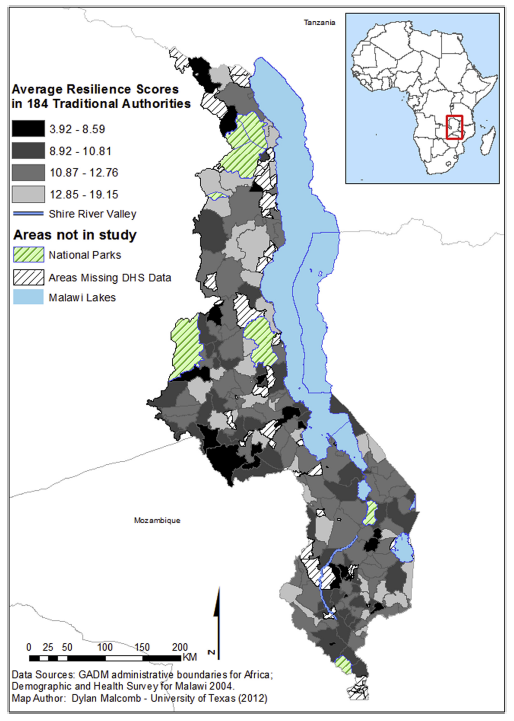 Tanzania
Average Resilience Scores
in 184 Traditional Authorities
3.92 - 8.59
8.92 - 10.81
10.87 - 12.76
12.85 - 19.15
Shire River Valley
Areas not in study
National Parks
Areas Missing DHS Data
Malawi Lakes
Mozambique
N
0 25 50 100 150 200
KM
Data Sources: GADM administrative boundaries for Africa;
Demographic and Health Survey for Malawi 2004.
Map Author: Dylan Malcomb - University of Texas (2012)